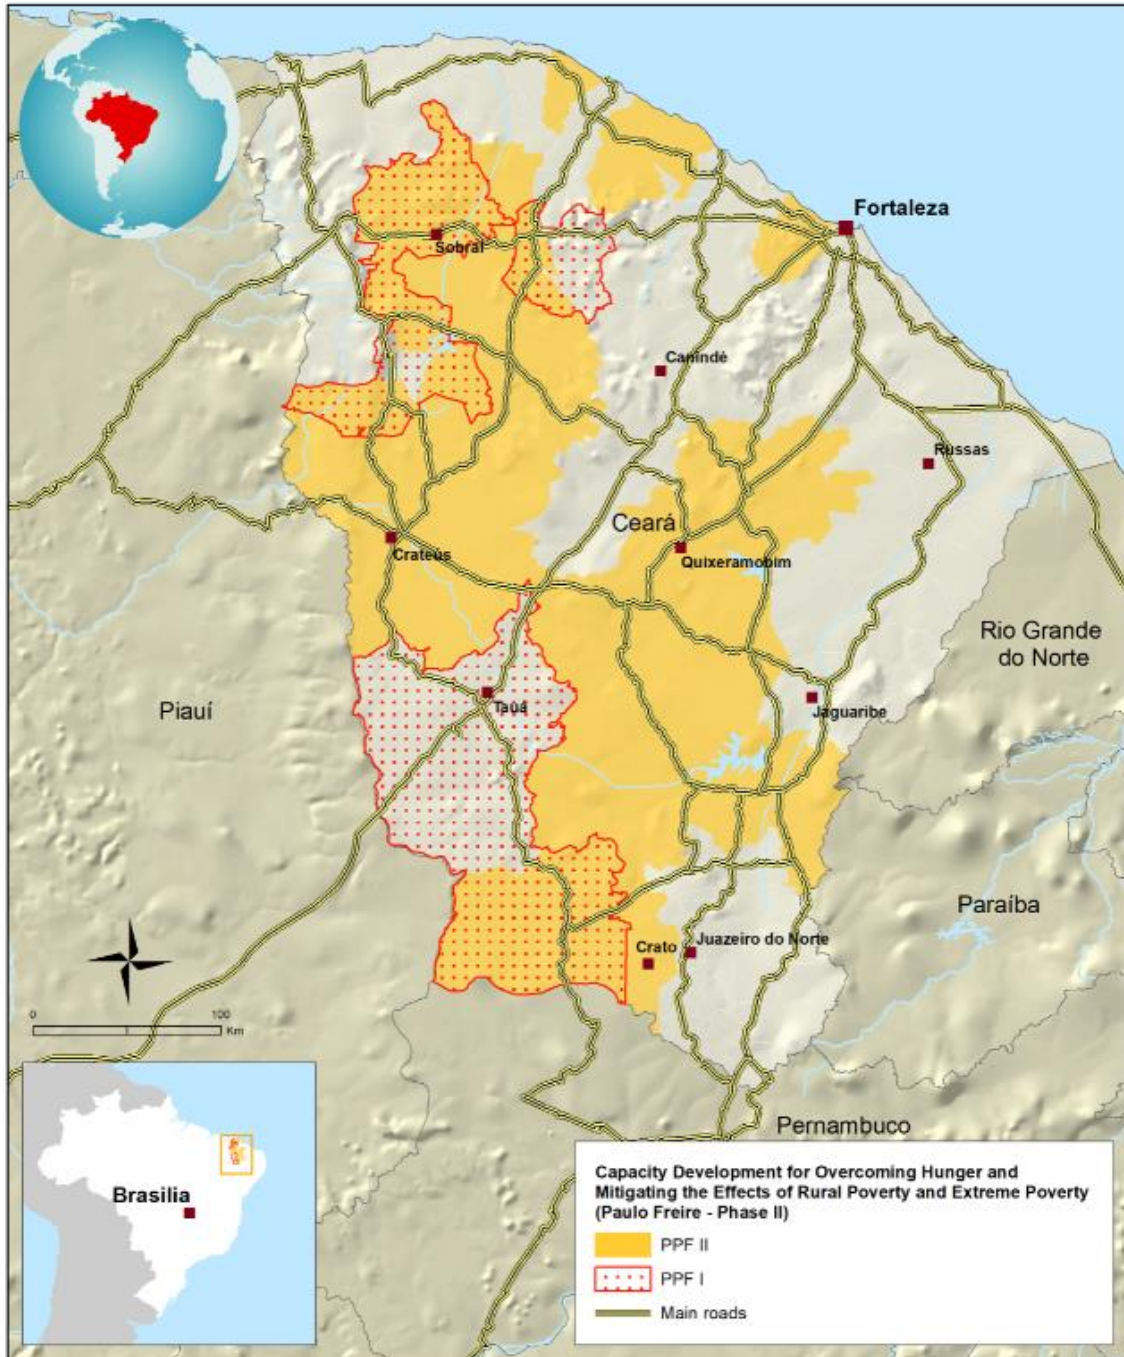 Fortaleza
Sobral
Canindé
Russas
Ceará
Crateús
Quixeramobim
Rio Grande
do Norte
Piauí
Tauá
Jaguaribe
Paraíba
Crato
Juazeiro do Norte
0 100
Km
Pernambuco
Brasilia
Capacity Development for Overcoming Hunger and
Mitigating the Effects of Rural Poverty and Extreme Poverty
(Paulo Freire - Phase II)
PPF II
PPF I
Main roads